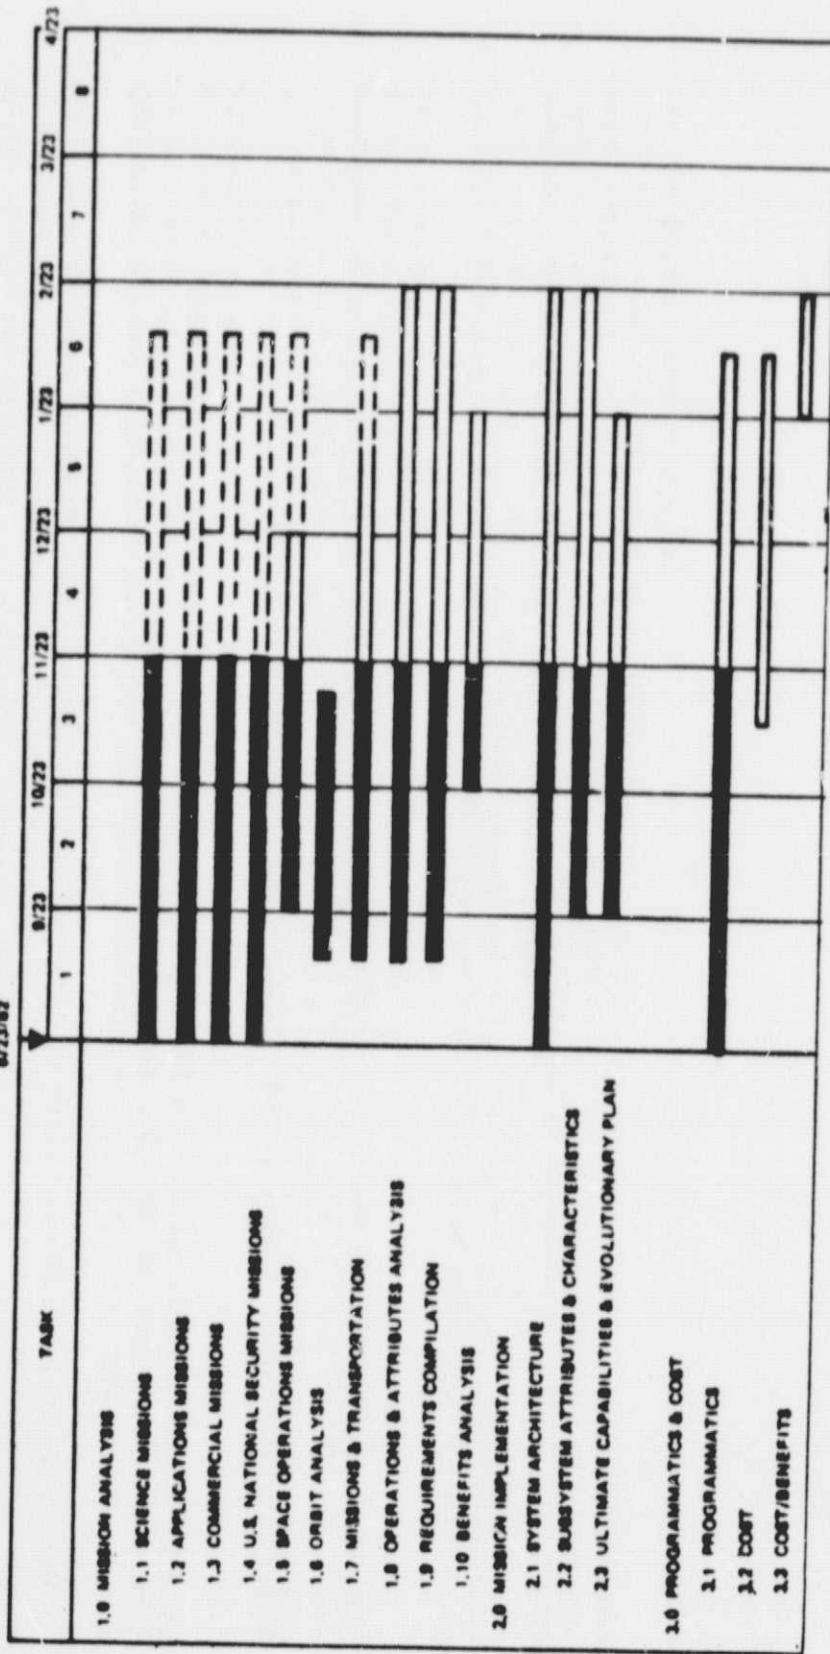 8/23/82
TASK 9/23 10/23 11/23 12/23 1/23 2/23 3/23 4/23
1 2 3 4 5 6 7 8
1.0 MISSION ANALYSIS
1.1 SCIENCE MISSIONS
1.2 APPLICATIONS MISSIONS
1.3 COMMERCIAL MISSIONS
1.4 U.S. NATIONAL SECURITY MISSIONS
1.5 SPACE OPERATIONS MISSIONS
1.6 ORBIT ANALYSIS
1.7 MISSIONS & TRANSPORTATION
1.8 OPERATIONS & ATTRIBUTES ANALYSIS
1.9 REQUIREMENTS COMPILATION
1.10 BENEFITS ANALYSIS
2.0 MISSION IMPLEMENTATION
2.1 SYSTEM ARCHITECTURE
2.2 SUBSYSTEM ATTRIBUTES & CHARACTERISTICS
2.3 ULTIMATE CAPABILITIES & EVOLUTIONARY PLAN
3.0 PROGRAMMATICS & COST
3.1 PROGRAMMATICS
3.2 COST
3.3 COST/BENEFITS